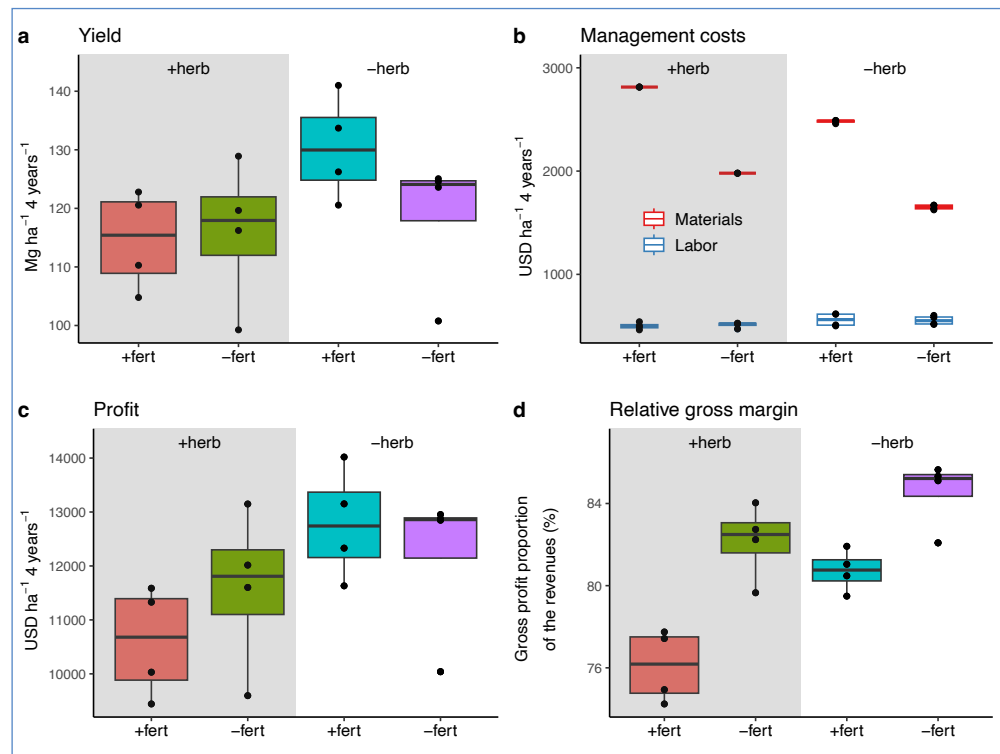 a Yield
+herb −herb
140
130
120
110
100
Mg ha⁻¹ 4 years⁻¹
+fert −fert +fert −fert
b Management costs
+herb −herb
3000
2000
1000
USD ha⁻¹ 4 years⁻¹
Materials
Labor
+fert −fert +fert −fert
c Profit
+herb −herb
14000
13000
12000
11000
10000
USD ha⁻¹ 4 years⁻¹
+fert −fert +fert −fert
d Relative gross margin
+herb −herb
84
80
76
Gross profit proportion
of the revenues (%)
+fert −fert +fert −fert